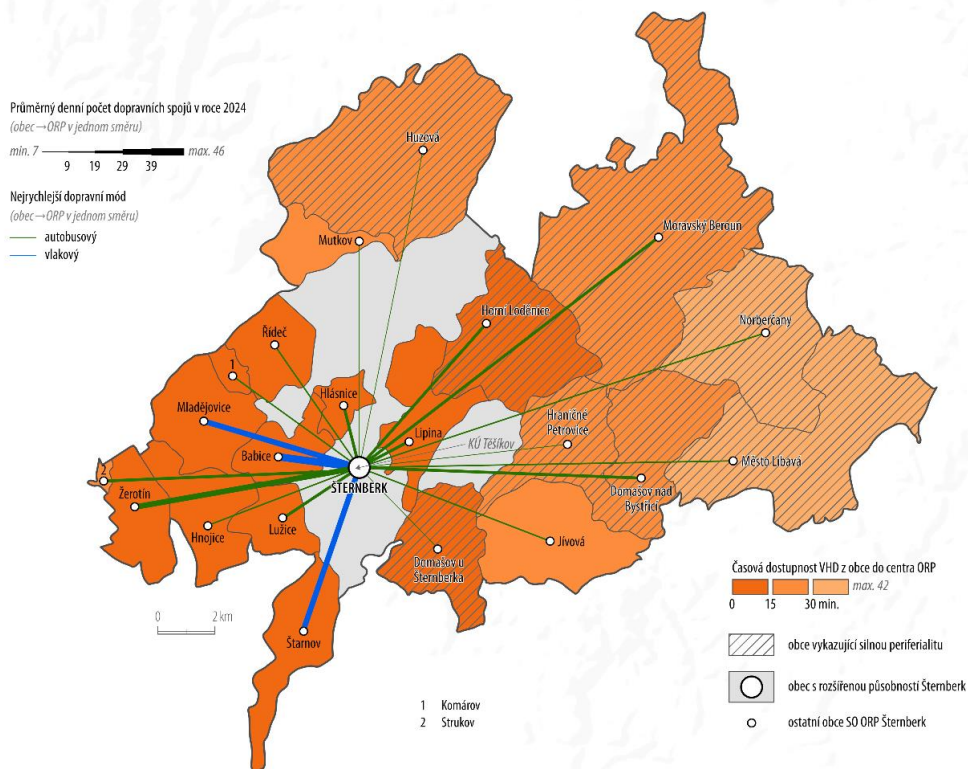 Průměrný denní počet dopravních spojů v roce 2024
(obec→ORP v jednom směru)
min. 7
max. 46
9 19 29 39
Nejrychlejší dopravní mód
(obec→ORP v jednom směru)
autobusový
vlakový
Huzová
Mutkov
Moravský Beroun
Horní Loděnice
Norberčany
Řídeč
1
Hlásnice
Mladějovice
Lipina
Hraničné
Petrovice
KÚ Těšíkov
Babice
Město Libavá
2
ŠTERNBERK
Žerotín
Domašov nad
Bystřicí
Hnojice
Lužice
Jívová
Domašov u
Šternberka
Štarnov
0 2 km
1 Komárov
2 Strukov
Časová dostupnost VHD z obce do centra ORP
max. 42
0 15 30 min.
obce vykazující silnou periferialitu
obec s rozšířenou působností Šternberk
ostatní obce SO ORP Šternberk